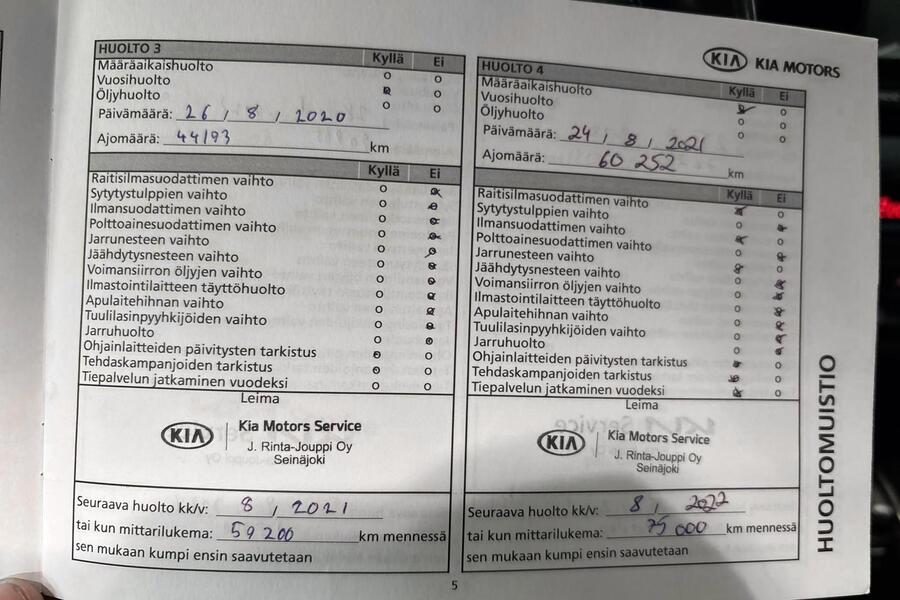 HUOLTO 3 Kyllä Ei
Määräaikaishuolto o o
Vuosihuolto o o
Öljyhuolto o o
Päivämäärä: 26 / 8 / 2020
Ajomäärä: 44193 km
Kyllä Ei
Raitisilmasuodattimen vaihto o o
Sytytystulppien vaihto o o
Ilmansuodattimen vaihto o o
Polttoainesuodattimen vaihto o o
Jarrunesteen vaihto o o
Jäähdytysnesteen vaihto o o
Voimansiirron öljyjen vaihto o o
Ilmastointilaitteen täyttöhuolto o o
Apulaitehihnan vaihto o o
Tuulilasinpyyhkijöiden vaihto o o
Jarruhuolto o o
Ohjainlaitteiden päivitysten tarkistus o o
Tehdaskampanjoiden tarkistus o o
Tiepalvelun jatkaminen vuodeksi o o
Leima
KIA Kia Motors Service
J. Rinta-Jouppi Oy
Seinäjoki
Seuraava huolto kk/v: 8 / 2021
tai kun mittarilukema: 59200 km mennessä
sen mukaan kumpi ensin saavutetaan
KIA KIA MOTORS
HUOLTO 4 Kyllä Ei
Määräaikaishuolto o o
Vuosihuolto o o
Öljyhuolto o o
Päivämäärä: 24 / 8 / 2021
Ajomäärä: 60 252 km
Kyllä Ei
Raitisilmasuodattimen vaihto o o
Sytytystulppien vaihto o o
Ilmansuodattimen vaihto o o
Polttoainesuodattimen vaihto o o
Jarrunesteen vaihto o o
Jäähdytysnesteen vaihto o o
Voimansiirron öljyjen vaihto o o
Ilmastointilaitteen täyttöhuolto o o
Apulaitehihnan vaihto o o
Tuulilasinpyyhkijöiden vaihto o o
Jarruhuolto o o
Ohjainlaitteiden päivitysten tarkistus o o
Tehdaskampanjoiden tarkistus o o
Tiepalvelun jatkaminen vuodeksi o o
Leima
KIA Kia Motors Service
J. Rinta-Jouppi Oy
Seinäjoki
Seuraava huolto kk/v: 8 / 2022
tai kun mittarilukema: 75 000 km mennessä
sen mukaan kumpi ensin saavutetaan
HUOLTOMUISTIO
5